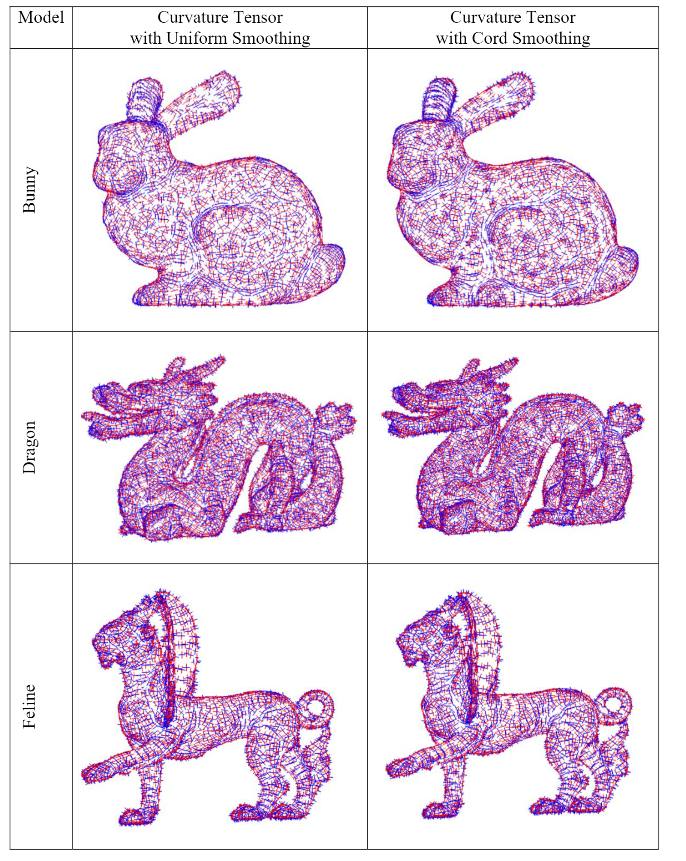 Model
Curvature Tensor
with Uniform Smoothing
Curvature Tensor
with Cord Smoothing
Bunny
Dragon
Feline